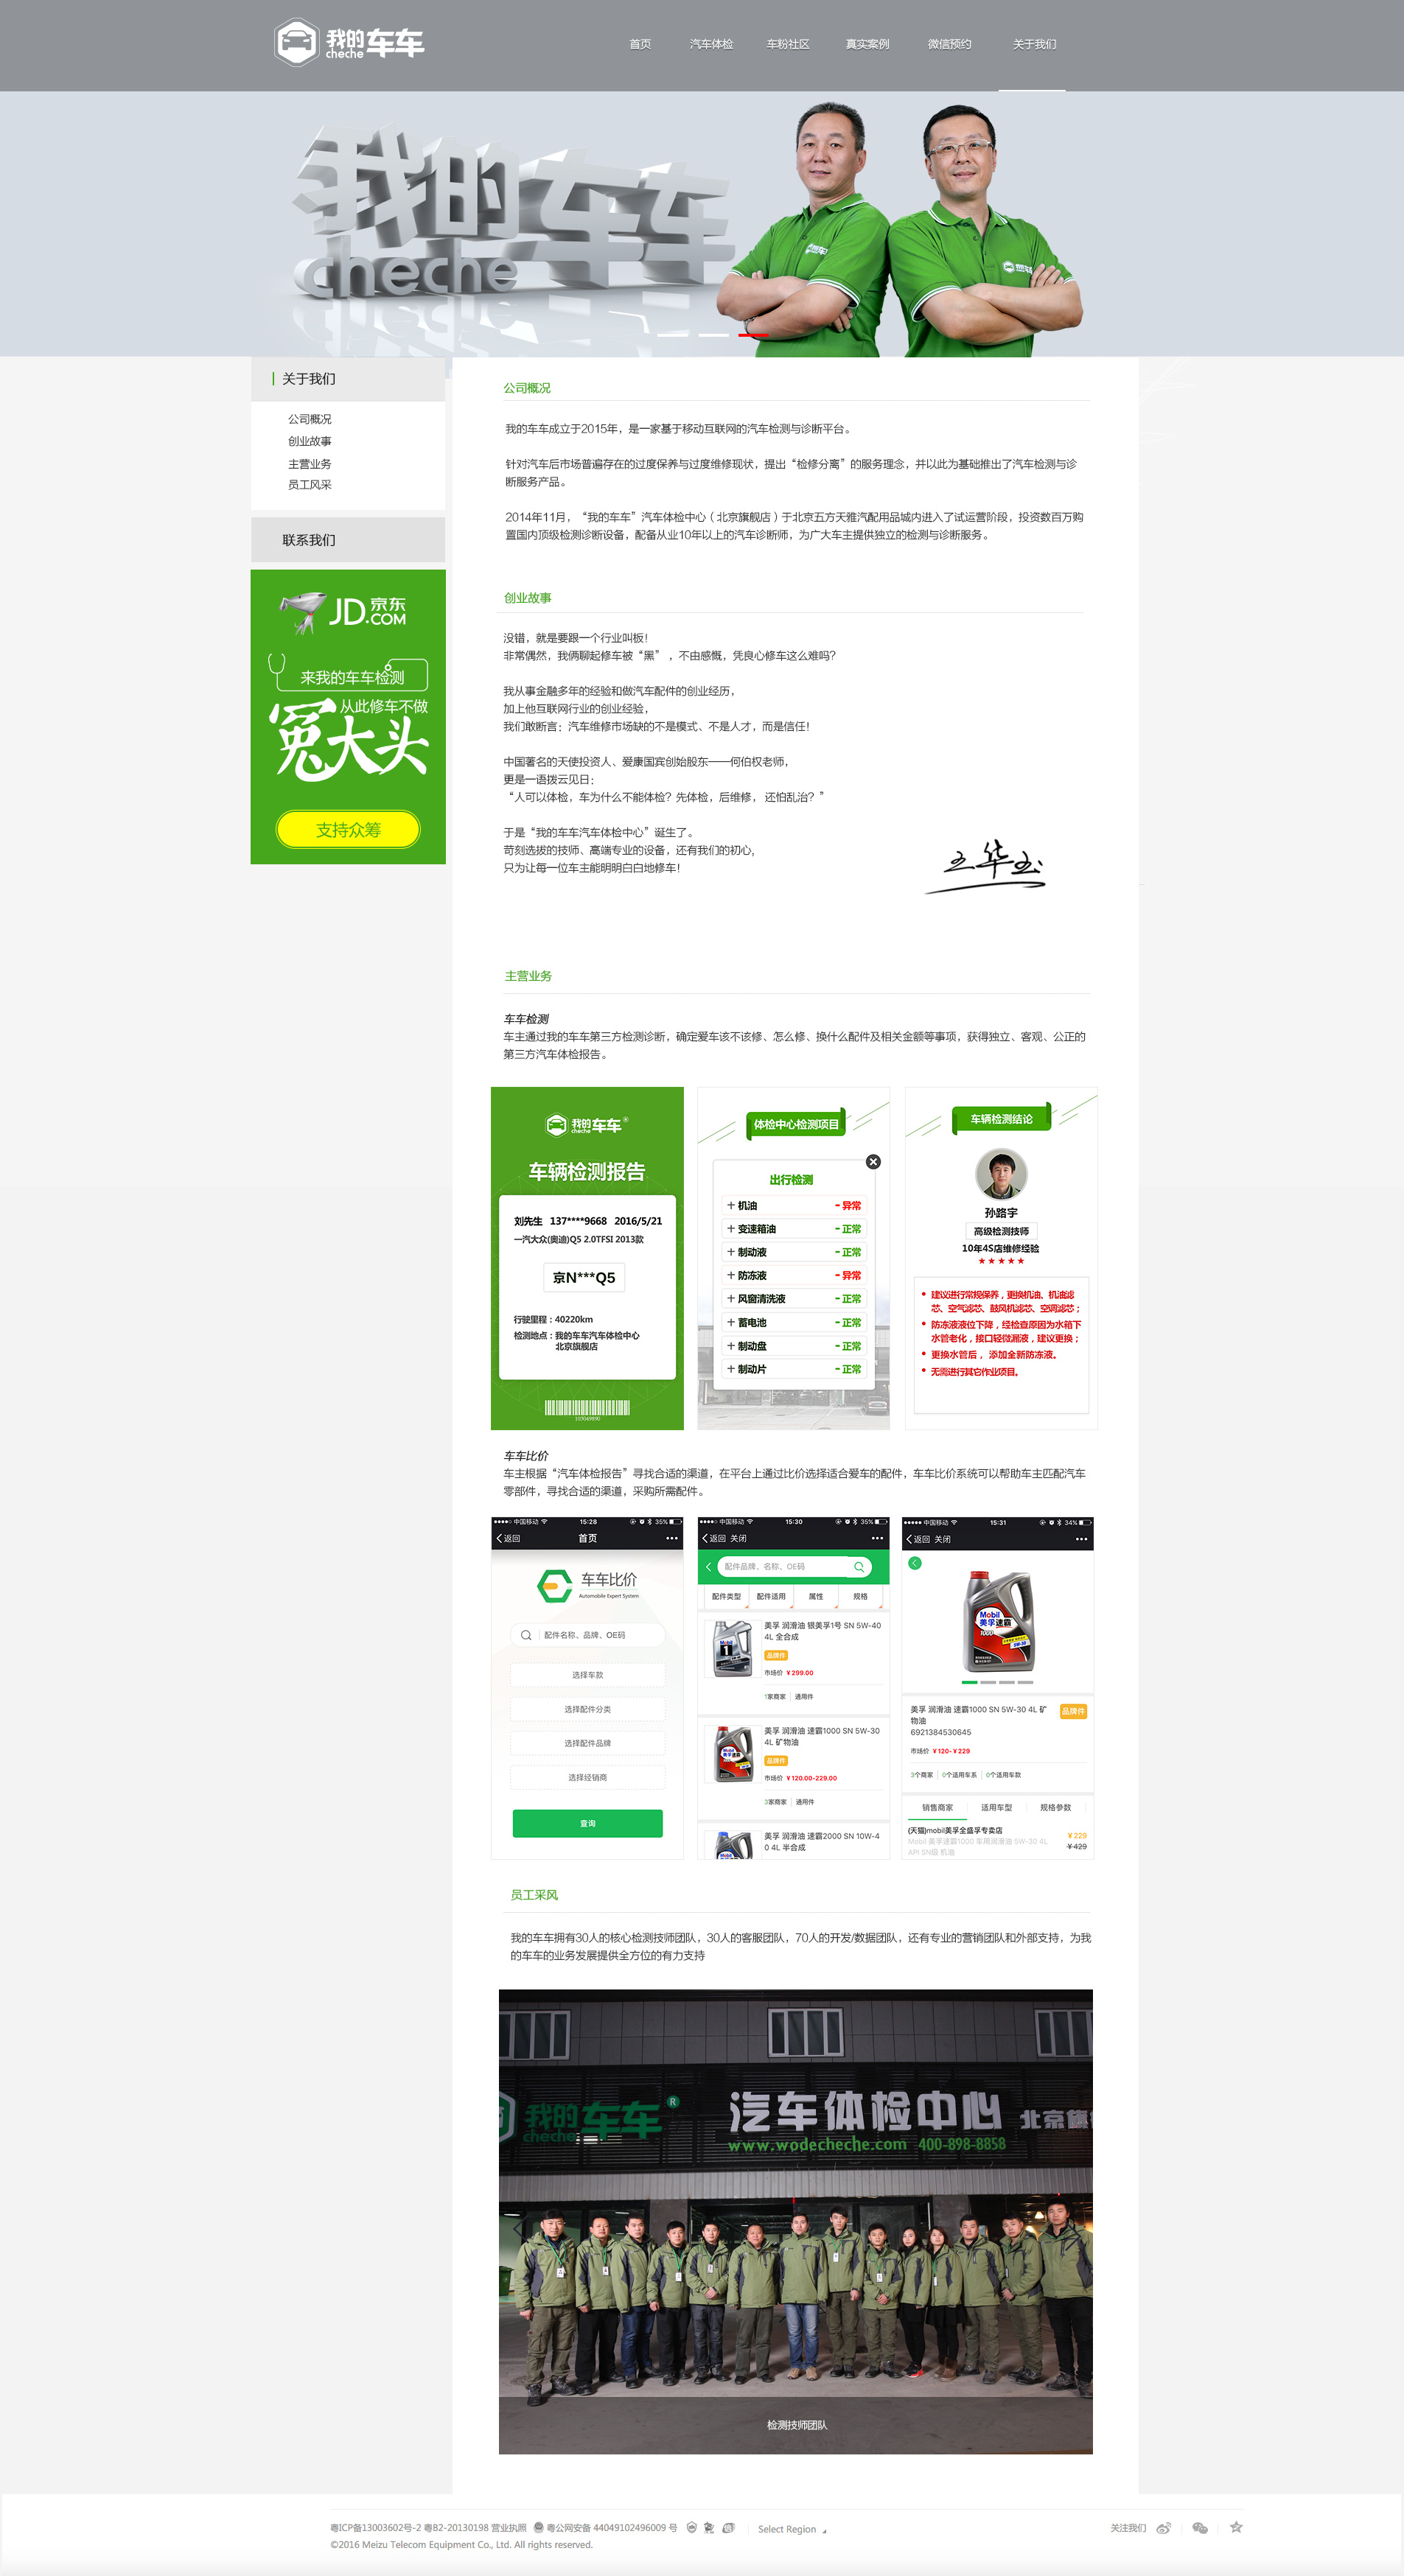 我的车车
cheche
首页
汽车体检
车粉社区
真实案例
微信预约
关于我们
我的车车
cheche
关于我们
公司概况
创业故事
主营业务
员工风采
联系我们
JD.COM 京东
来我的车车检测
从此修车不做
冤大头
支持众筹
公司概况
我的车车成立于2015年，是一家基于移动互联网的汽车检测与诊断平台。
针对汽车后市场普遍存在的过度保养与过度维修现状，提出“检修分离”的服务理念，并以此为基础推出了汽车检测与诊
断服务产品。
2014年11月，“我的车车”汽车体检中心（北京旗舰店）于北京五方天雅汽配用品城内进入了试运营阶段，投资数百万购
置国内顶级检测诊断设备，配备从业10年以上的汽车诊断师，为广大车主提供独立的检测与诊断服务。
创业故事
没错，就是要跟一个行业叫板！
非常偶然，我俩聊起修车被“黑”，不由感慨，凭良心修车这么难吗？
我从事金融多年的经验和做汽车配件的创业经历，
加上他互联网行业的创业经验，
我们敢断言：汽车维修市场缺的不是模式、不是人才，而是信任！
中国著名的天使投资人、爱康国宾创始股东——何伯权老师，
更是一语拨云见日：
“人可以体检，车为什么不能体检？先体检，后维修， 还怕乱治？”
于是“我的车车汽车体检中心”诞生了。
苛刻选拔的技师、高端专业的设备，还有我们的初心，
只为让每一位车主能明明白白地修车！
主营业务
车车检测
车主通过我的车车第三方检测诊断，确定爱车该不该修、怎么修、换什么配件及相关金额等事项，获得独立、客观、公正的
第三方汽车体检报告。
我的车车®
cheche
车辆检测报告
刘先生 137****9668 2016/5/21
一汽大众(奥迪)Q5 2.0TFSI 2013款
京N***Q5
行驶里程：40220km
检测地点：我的车车汽车体检中心
北京旗舰店
体检中心检测项目
出行检测
+ 机油 - 异常
+ 变速箱油 - 正常
+ 制动液 - 正常
+ 防冻液 - 异常
+ 风窗清洗液 - 正常
+ 蓄电池 - 正常
+ 制动盘 - 正常
+ 制动片 - 正常
车辆检测结论
孙路宇
高级检测技师
10年4S店维修经验
★★★★★
• 建议进行常规保养，更换机油、机油滤
芯、空气滤芯、鼓风机滤芯、空调滤芯；
• 防冻液液位下降，经检查原因为水箱下
水管老化，接口轻微漏液，建议更换；
• 更换水管后， 添加全新防冻液。
• 无需进行其它作业项目。
车车比价
车主根据“汽车体检报告”寻找合适的渠道，在平台上通过比价选择适合爱车的配件，车车比价系统可以帮助车主匹配汽车
零部件，寻找合适的渠道，采购所需配件。
中国移动 15:28 35%
返回 首页
车车比价
Automobile Expert System
配件名称、品牌、OE码
选择车款
选择配件分类
选择配件品牌
选择经销商
查询
中国移动 15:30 35%
返回 关闭
配件品牌、名称、OE码
配件类型 配件适用 属性 规格
美孚 润滑油 银美孚1号 SN 5W-40
4L 全合成
品牌件
市场价 ¥299.00
1家商家 通用件
美孚 润滑油 速霸1000 SN 5W-30
4L 矿物油
品牌件
市场价 ¥120.00-229.00
3家商家 通用件
美孚 润滑油 速霸2000 SN 10W-4
0 4L 半合成
中国移动 15:31 34%
返回 关闭
Mobil
美孚速霸
1000
美孚 润滑油 速霸1000 SN 5W-30 4L 矿
物油
品牌件
6921384530645
市场价 ¥120-¥229
3个商家 0个适用车系 0个适用车款
销售商家 适用车型 规格参数
(天猫)mobil美孚全盛孚专卖店
Mobil 美孚速霸1000 车用润滑油 5W-30 4L
API SN级 机油
¥229
¥429
员工采风
我的车车拥有30人的核心检测技师团队，30人的客服团队，70人的开发/数据团队，还有专业的营销团队和外部支持，为我
的车车的业务发展提供全方位的有力支持
我的车车®
cheche
汽车体检中心 北京旗
www.wodecheche.com 400-898-8858
检测技师团队
粤ICP备13003602号-2 粤B2-20130198 营业执照 粤公网安备 44049102496009 号 Select Region
关注我们
©2016 Meizu Telecom Equipment Co., Ltd. All rights reserved.